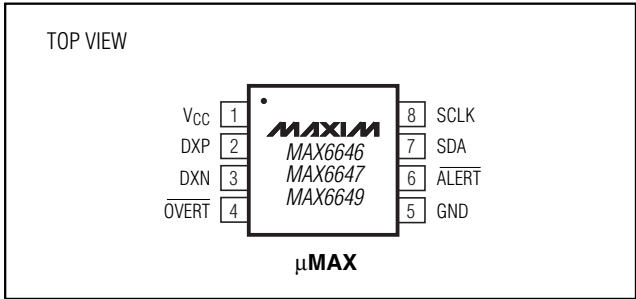 TOP VIEW
VCC 1
DXP 2
DXN 3
OVERT 4
MAXIM
MAX6646
MAX6647
MAX6649
8 SCLK
7 SDA
6 ALERT
5 GND
µMAX